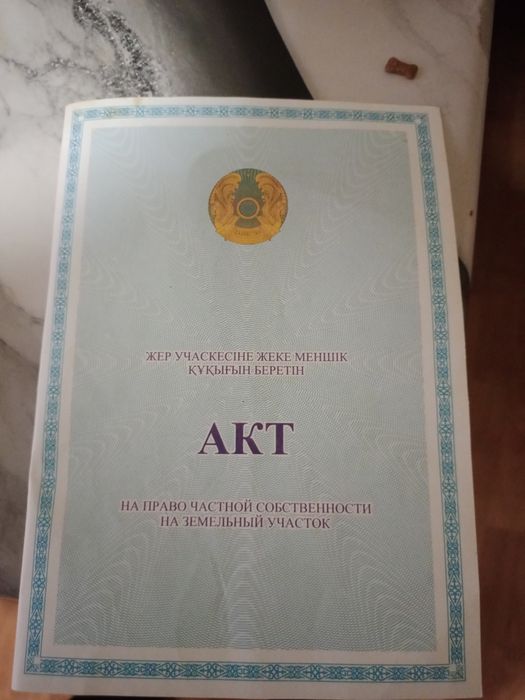 ЖЕР УЧАСКЕСІНЕ ЖЕКЕ МЕНШІК
ҚҰҚЫҒЫН БЕРЕТІН
АКТ
НА ПРАВО ЧАСТНОЙ СОБСТВЕННОСТИ
НА ЗЕМЕЛЬНЫЙ УЧАСТОК